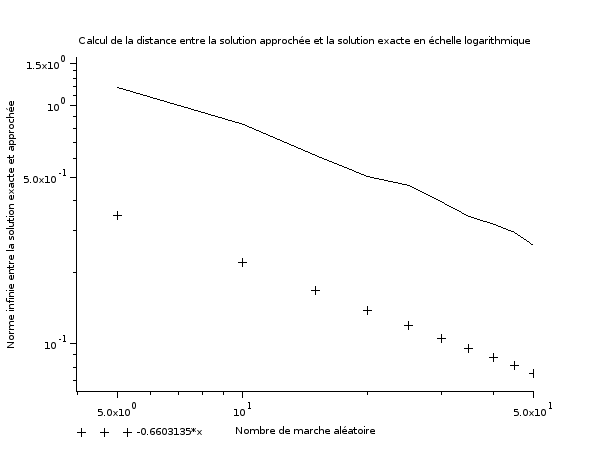 Calcul de la distance entre la solution approchée et la solution exacte en échelle logarithmique
Norme infinie entre la solution exacte et approchée
1.5x10^0
10^0
5.0x10^-1
10^-1
5.0x10^0
10^1
5.0x10^1
Nombre de marche aléatoire
-0.6603135*x